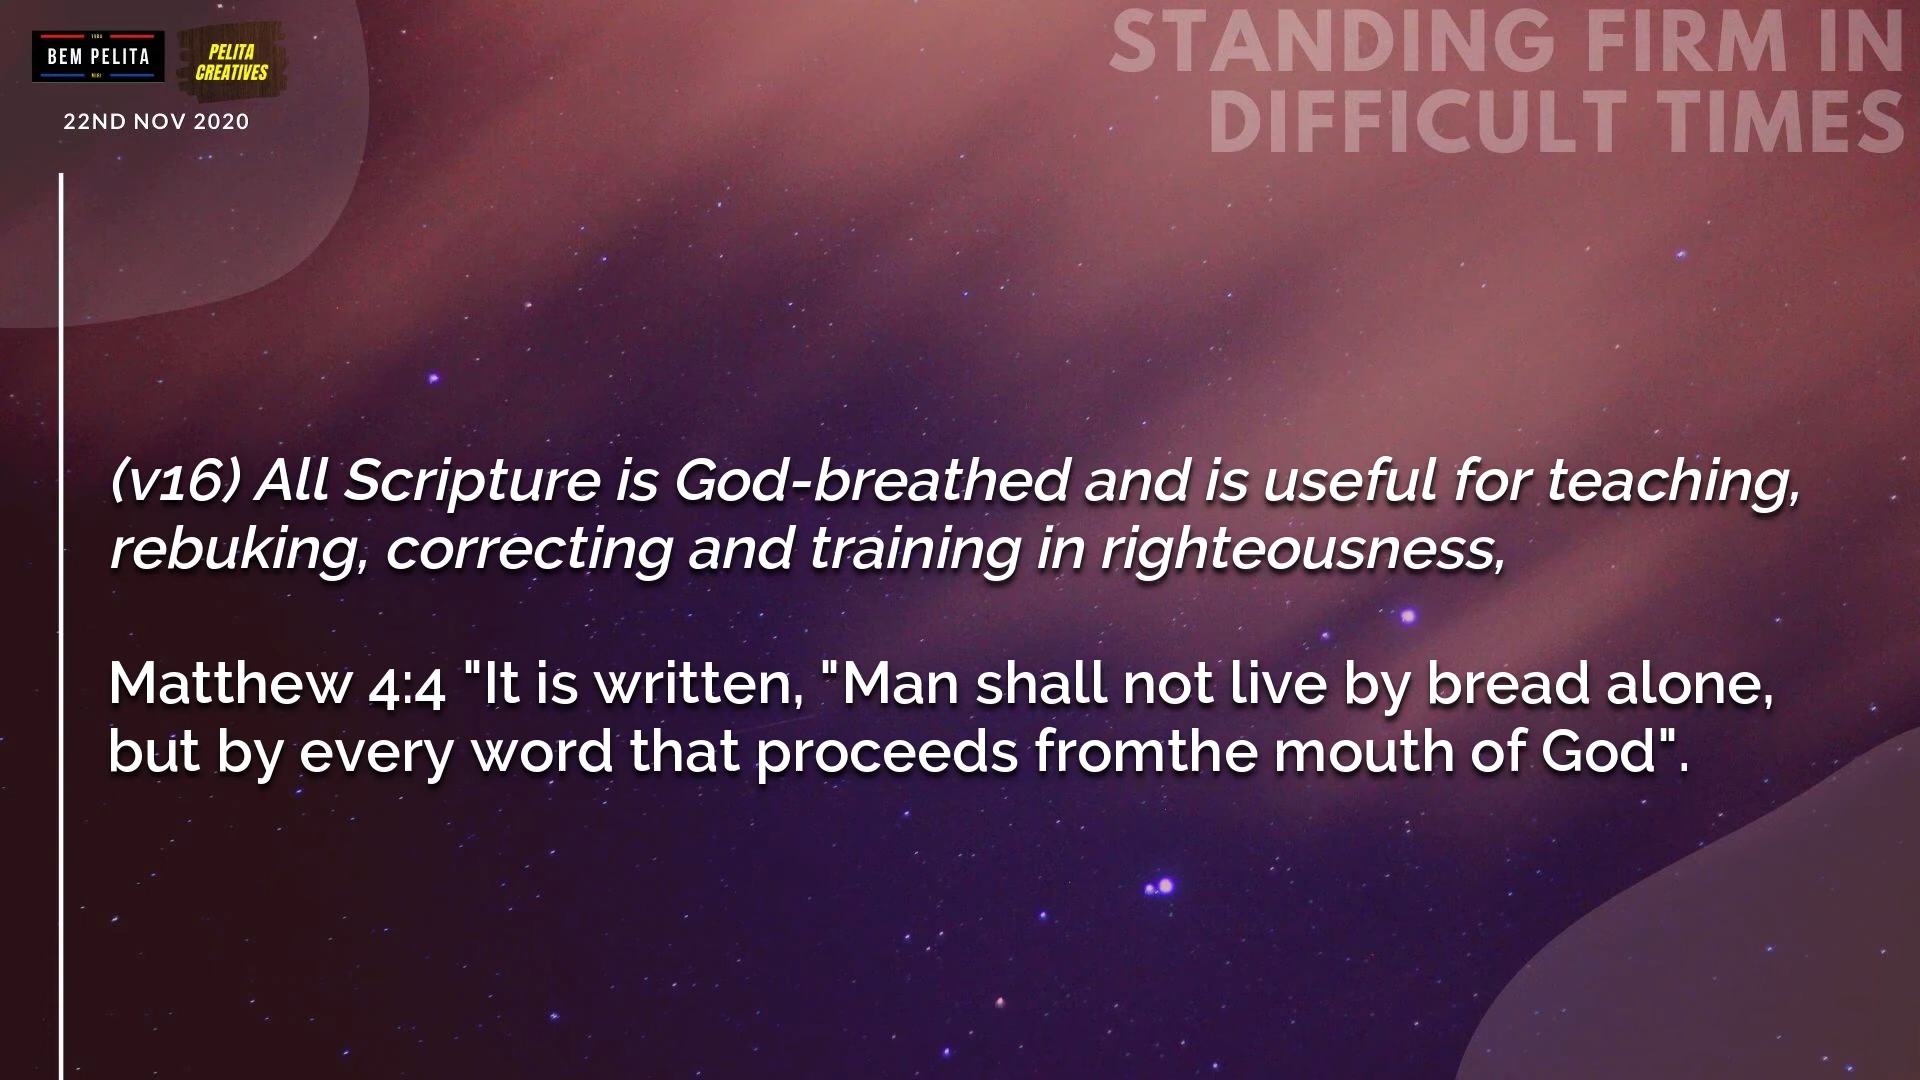 BEM PELITA
PELITA
CREATIVES
22ND NOV 2020
STANDING FIRM IN
DIFFICULT TIMES
(v16) All Scripture is God-breathed and is useful for teaching,
rebuking, correcting and training in righteousness,
Matthew 4:4 "It is written, "Man shall not live by bread alone,
but by every word that proceeds fromthe mouth of God".